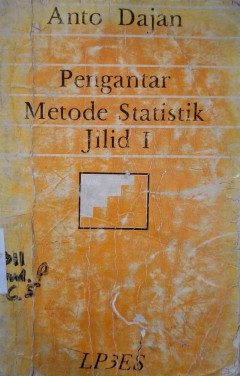 Anto Dajan
Pengantar
Metode Statistik
Jilid I
LP3ES